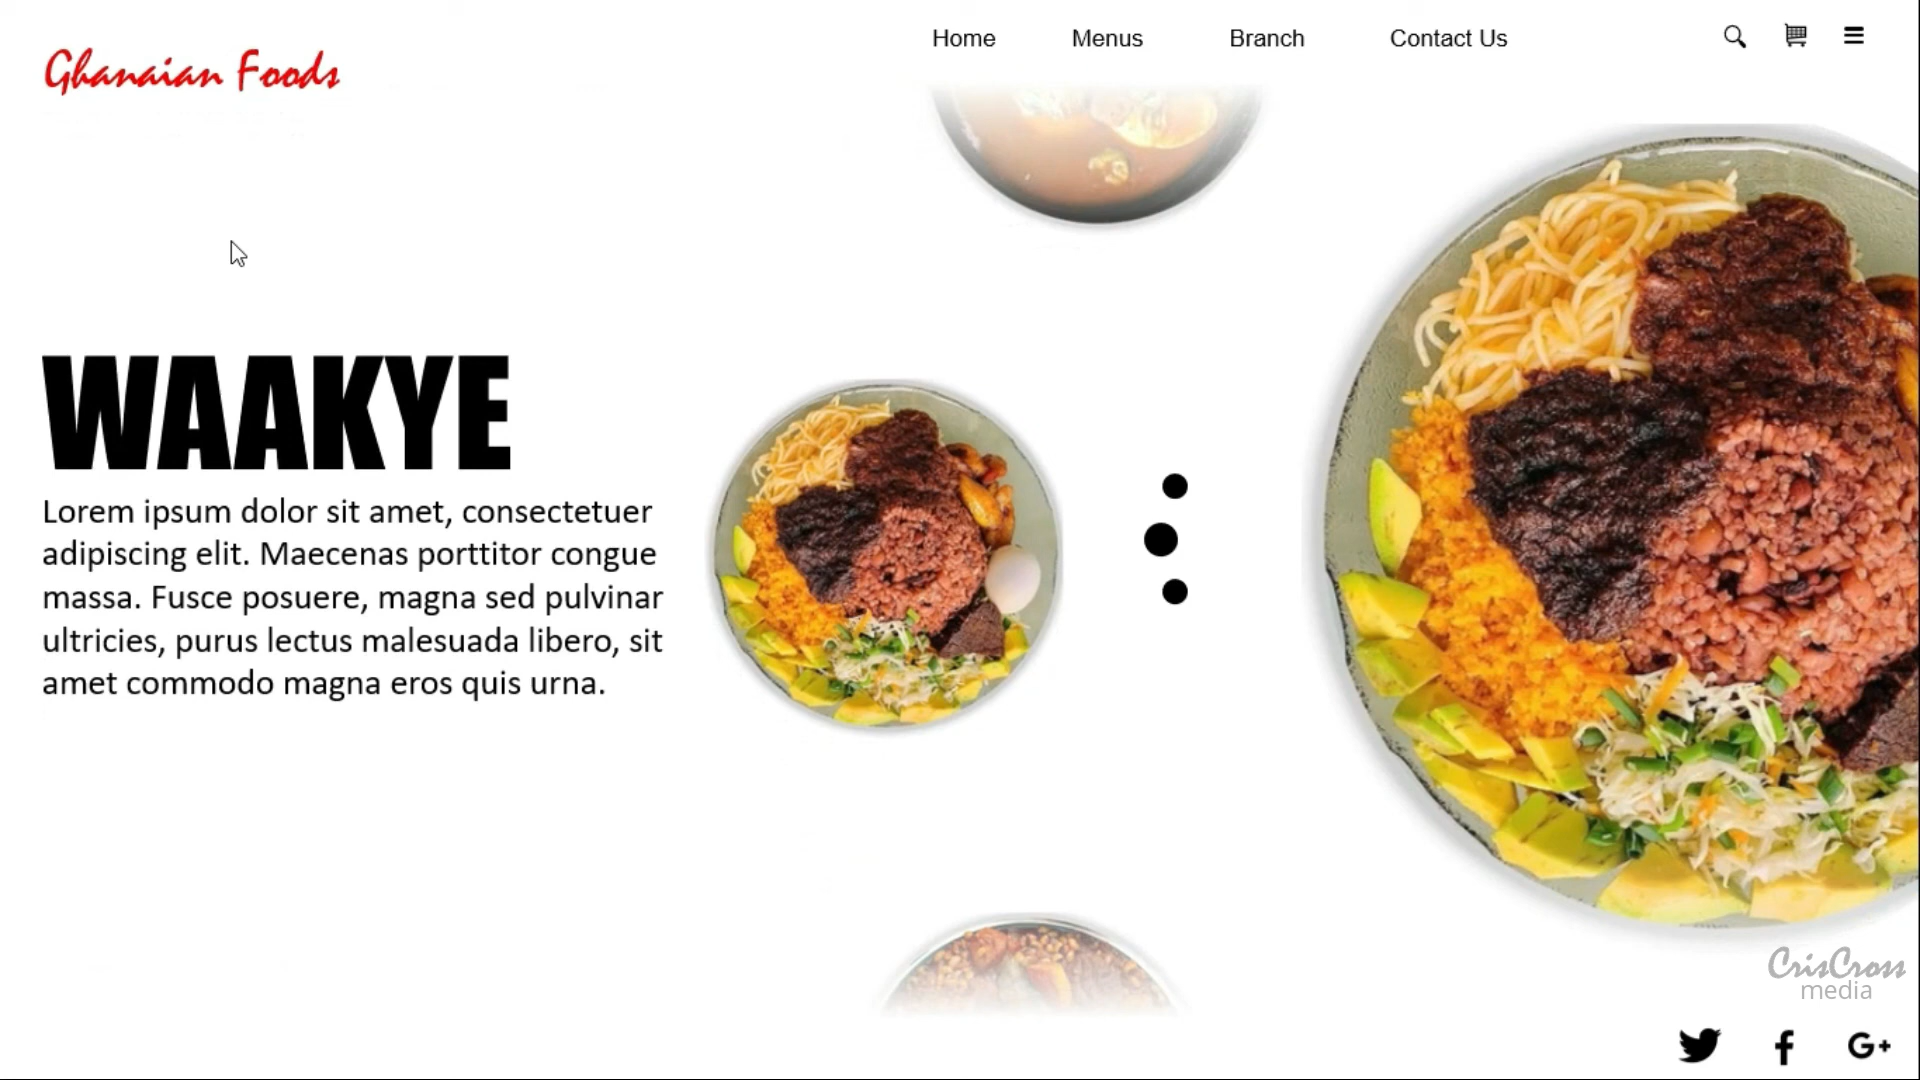 Home Menus Branch Contact Us
Ghanaian Foods
WAAKYE
Lorem ipsum dolor sit amet, consectetuer
adipiscing elit. Maecenas porttitor congue
massa. Fusce posuere, magna sed pulvinar
ultricies, purus lectus malesuada libero, sit
amet commodo magna eros quis urna.
CrisCross
media
G+